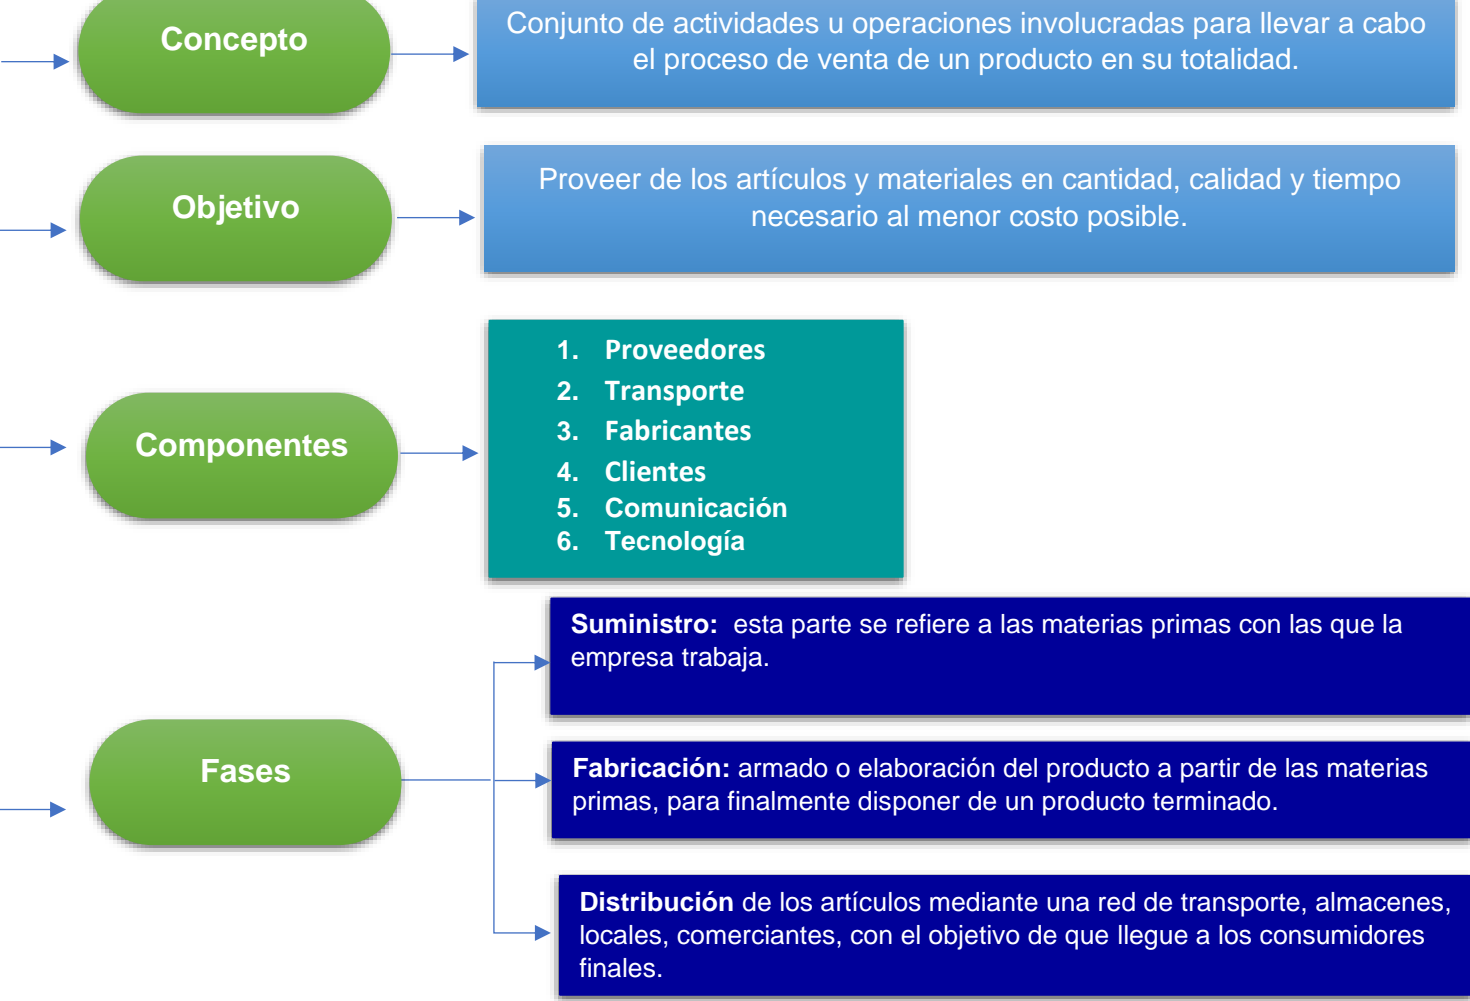 Concepto
Conjunto de actividades u operaciones involucradas para llevar a cabo
el proceso de venta de un producto en su totalidad.
Objetivo
Proveer de los artículos y materiales en cantidad, calidad y tiempo
necesario al menor costo posible.
Componentes
1. Proveedores
2. Transporte
3. Fabricantes
4. Clientes
5. Comunicación
6. Tecnología
Fases
Suministro: esta parte se refiere a las materias primas con las que la
empresa trabaja.
Fabricación: armado o elaboración del producto a partir de las materias
primas, para finalmente disponer de un producto terminado.
Distribución de los artículos mediante una red de transporte, almacenes,
locales, comerciantes, con el objetivo de que llegue a los consumidores
finales.